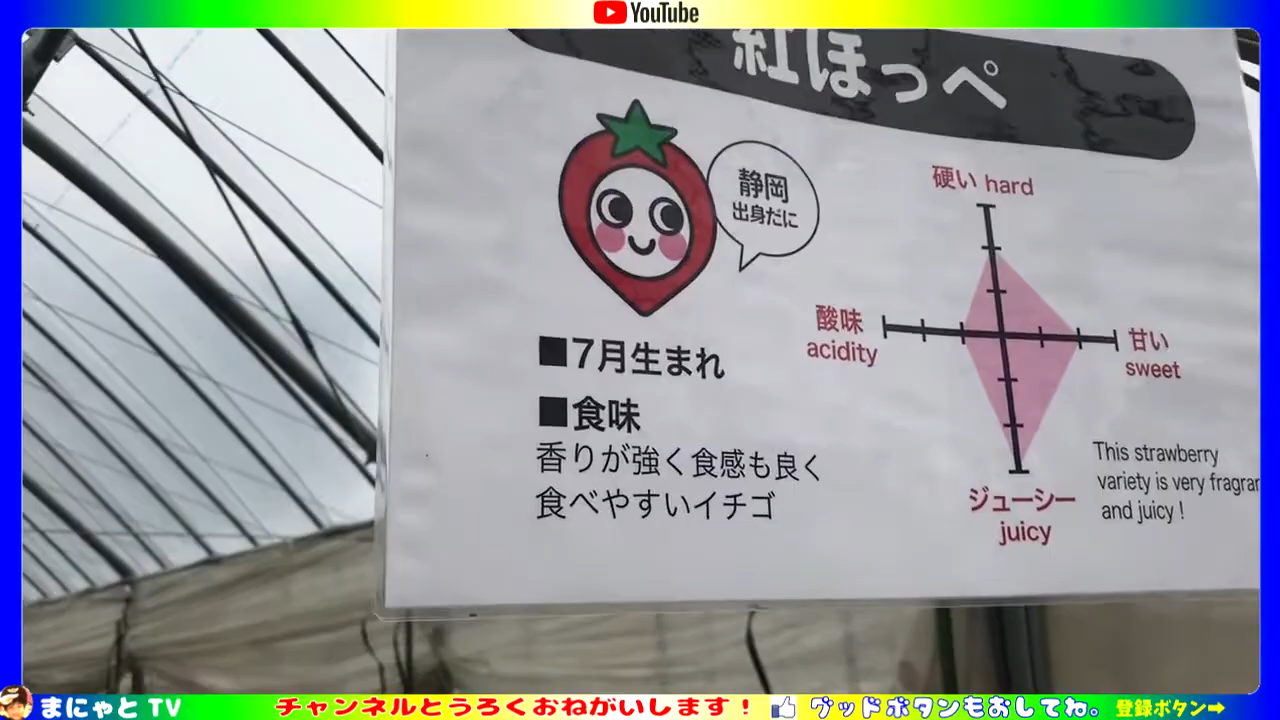 YouTube
紅ほっぺ
静岡
出身だに
硬い hard
酸味
acidity
甘い
sweet
ジューシー
juicy
■7月生まれ
■食味
香りが強く食感も良く
食べやすいイチゴ
This strawberry
variety is very fragran
and juicy !
まにゃと TV
チャンネルとうろくおねがいします！
グッドボタンもおしてね。
登録ボタン➡